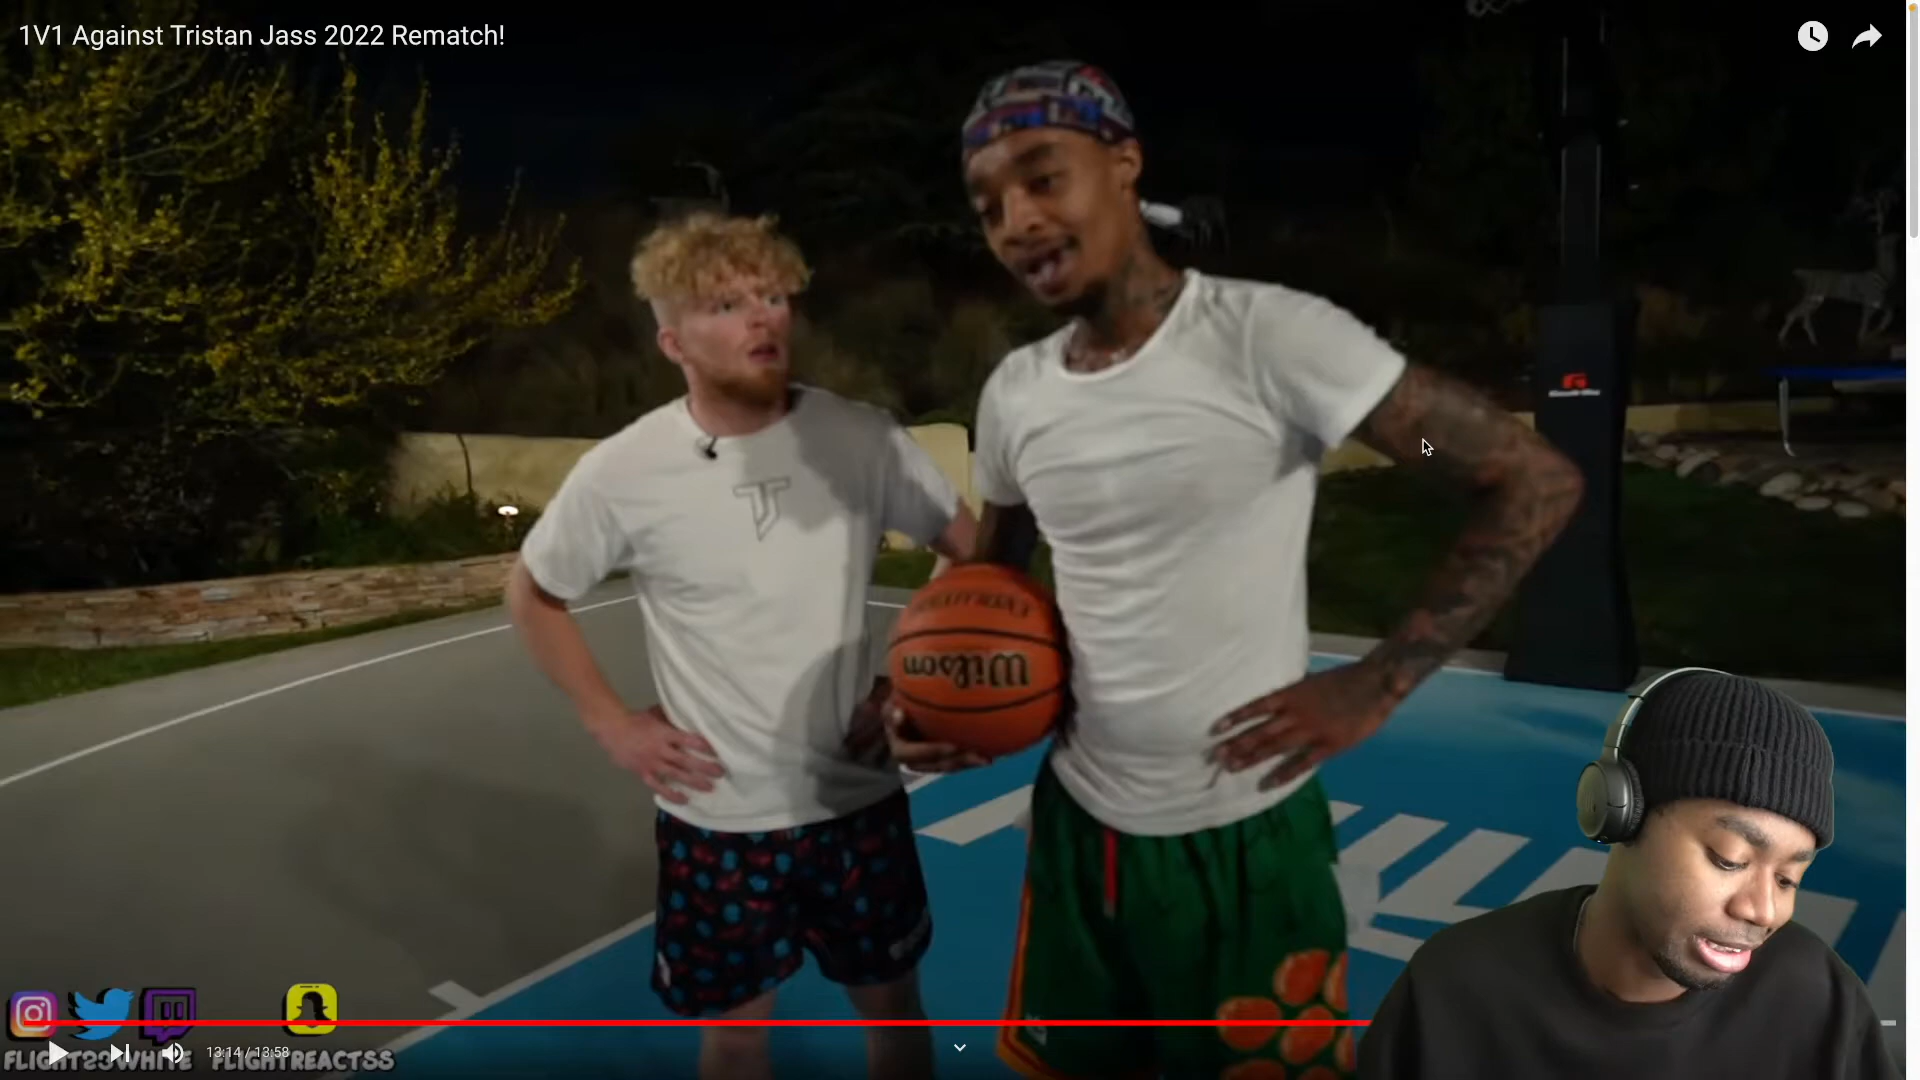 1V1 Against Tristan Jass 2022 Rematch!
TJ
Wilson
13:14 / 13:58
FLIGHT23WHITE FLIGHTREACTSS